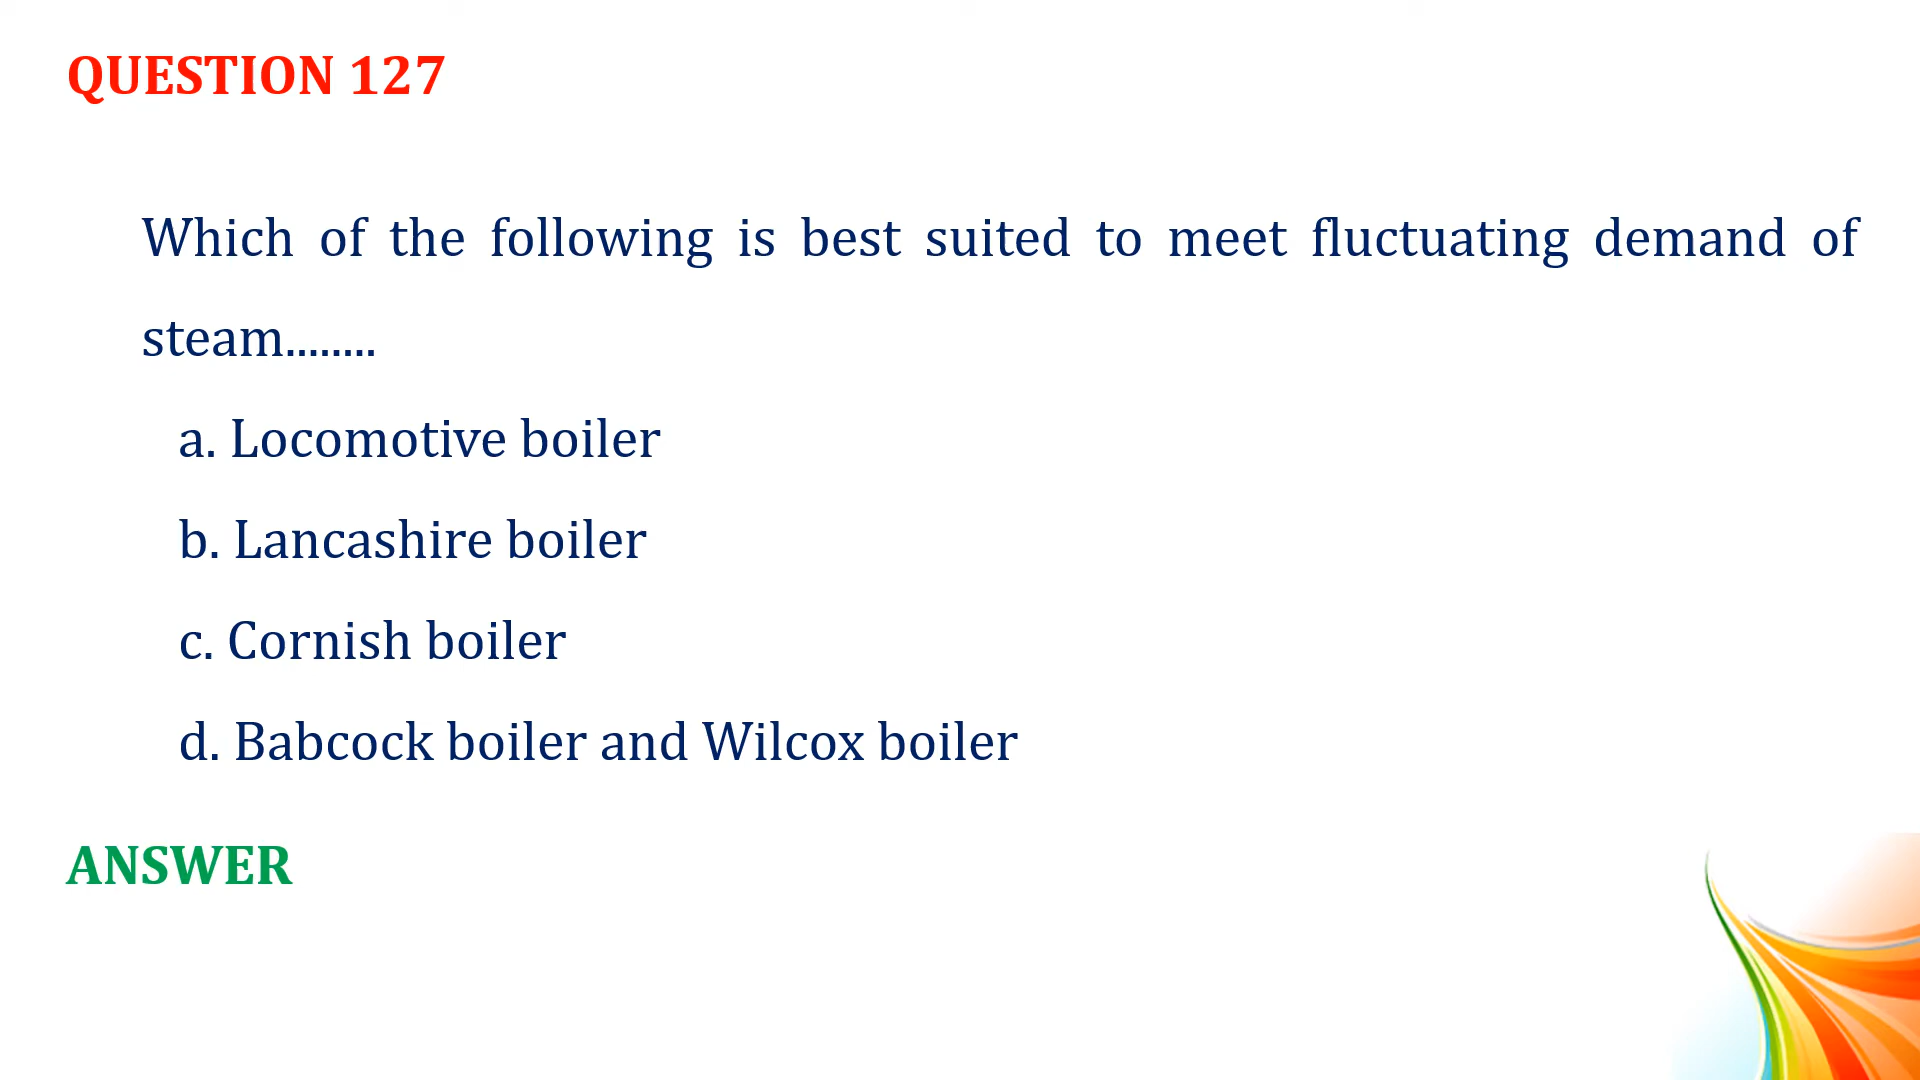 QUESTION 127
Which of the following is best suited to meet fluctuating demand of
steam........
a. Locomotive boiler
b. Lancashire boiler
c. Cornish boiler
d. Babcock boiler and Wilcox boiler
ANSWER